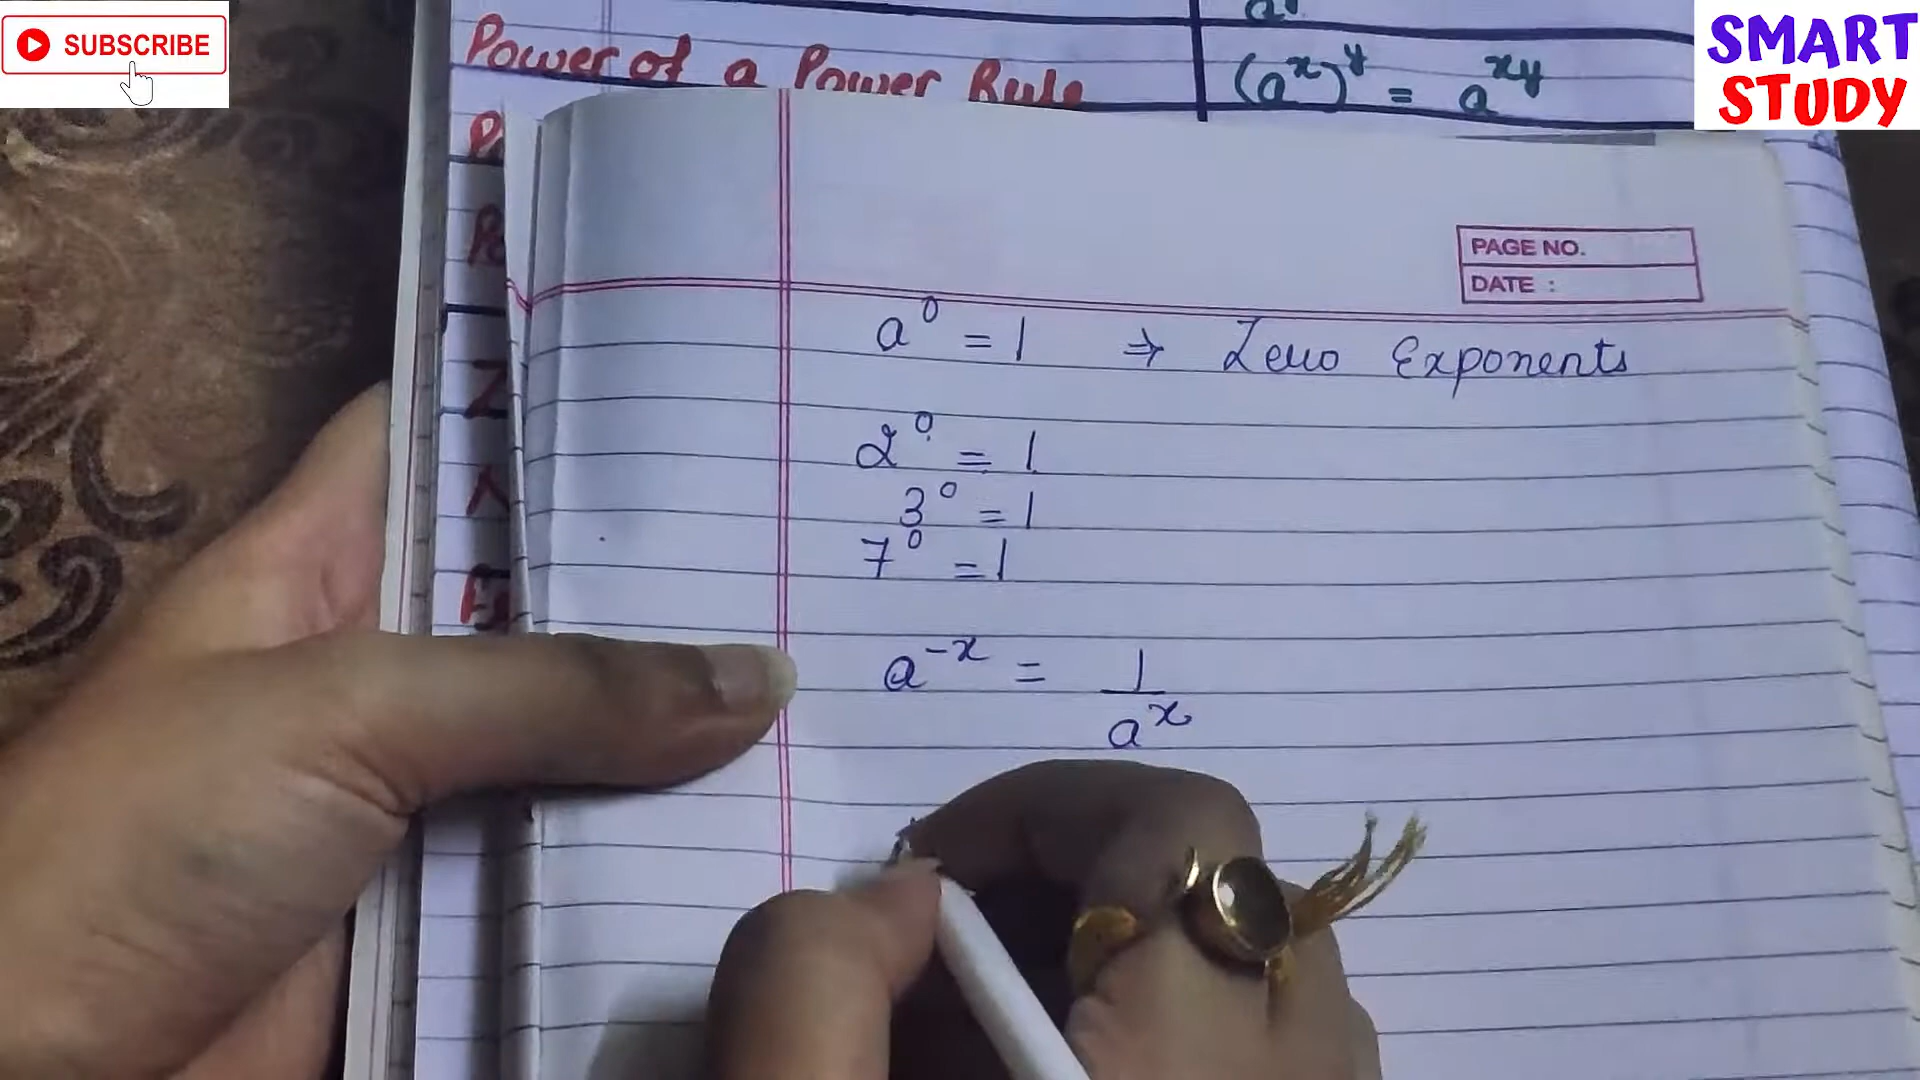 SUBSCRIBE
SMART
STUDY
Power of a Power Rule
(a^x)^y = a^xy
PAGE NO.
DATE :
a^0 = 1 ⇒ Zero Exponents
2^0 = 1
3^0 = 1
7^0 = 1
a^-x = 1/a^x